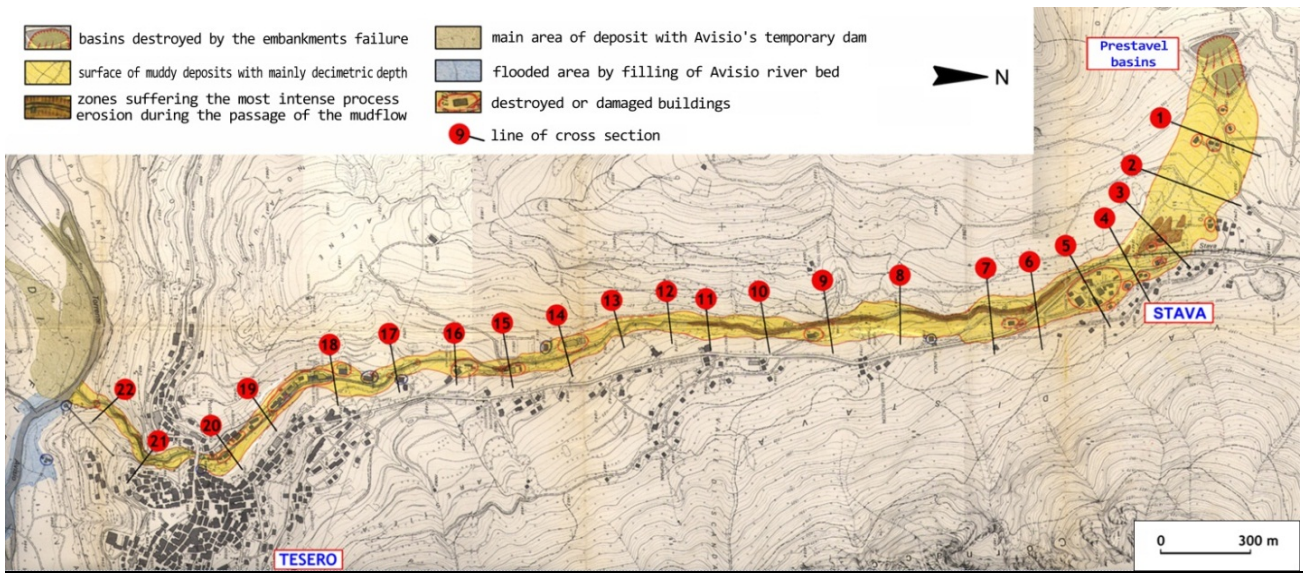 basins destroyed by the embankments failure
surface of muddy deposits with mainly decimetric depth
zones suffering the most intense process
erosion during the passage of the mudflow
main area of deposit with Avisio's temporary dam
flooded area by filling of Avisio river bed
destroyed or damaged buildings
9 line of cross section
N
Prestavel
basins
1
2
3
4
5
6
7
8
9
10
11
12
13
14
15
16
17
18
19
20
21
22
Stava
STAVA
TESERO
0 300 m